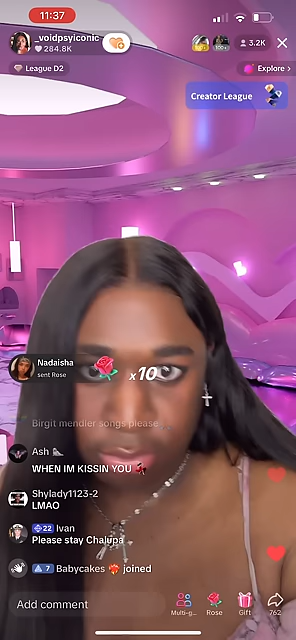 11:37
_voidpsyiconic
284.8K
100+
3.2K
League D2
Explore >
Creator League
Nadaisha
sent Rose
x10
Birgit mendler songs please
Ash
WHEN IM KISSIN YOU
Shylady1123-2
LMAO
22 Ivan
Please stay Chalupa
7 Babycakes joined
Add comment
Multi-g...
Rose
Gift
762